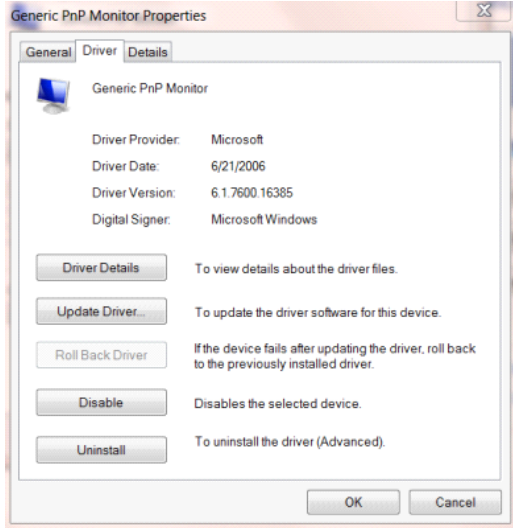 Generic PnP Monitor Properties
General Driver Details
Generic PnP Monitor
Driver Provider: Microsoft
Driver Date: 6/21/2006
Driver Version: 6.1.7600.16385
Digital Signer: Microsoft Windows
Driver Details To view details about the driver files.
Update Driver... To update the driver software for this device.
Roll Back Driver If the device fails after updating the driver, roll back
to the previously installed driver.
Disable Disables the selected device.
Uninstall To uninstall the driver (Advanced).
OK Cancel